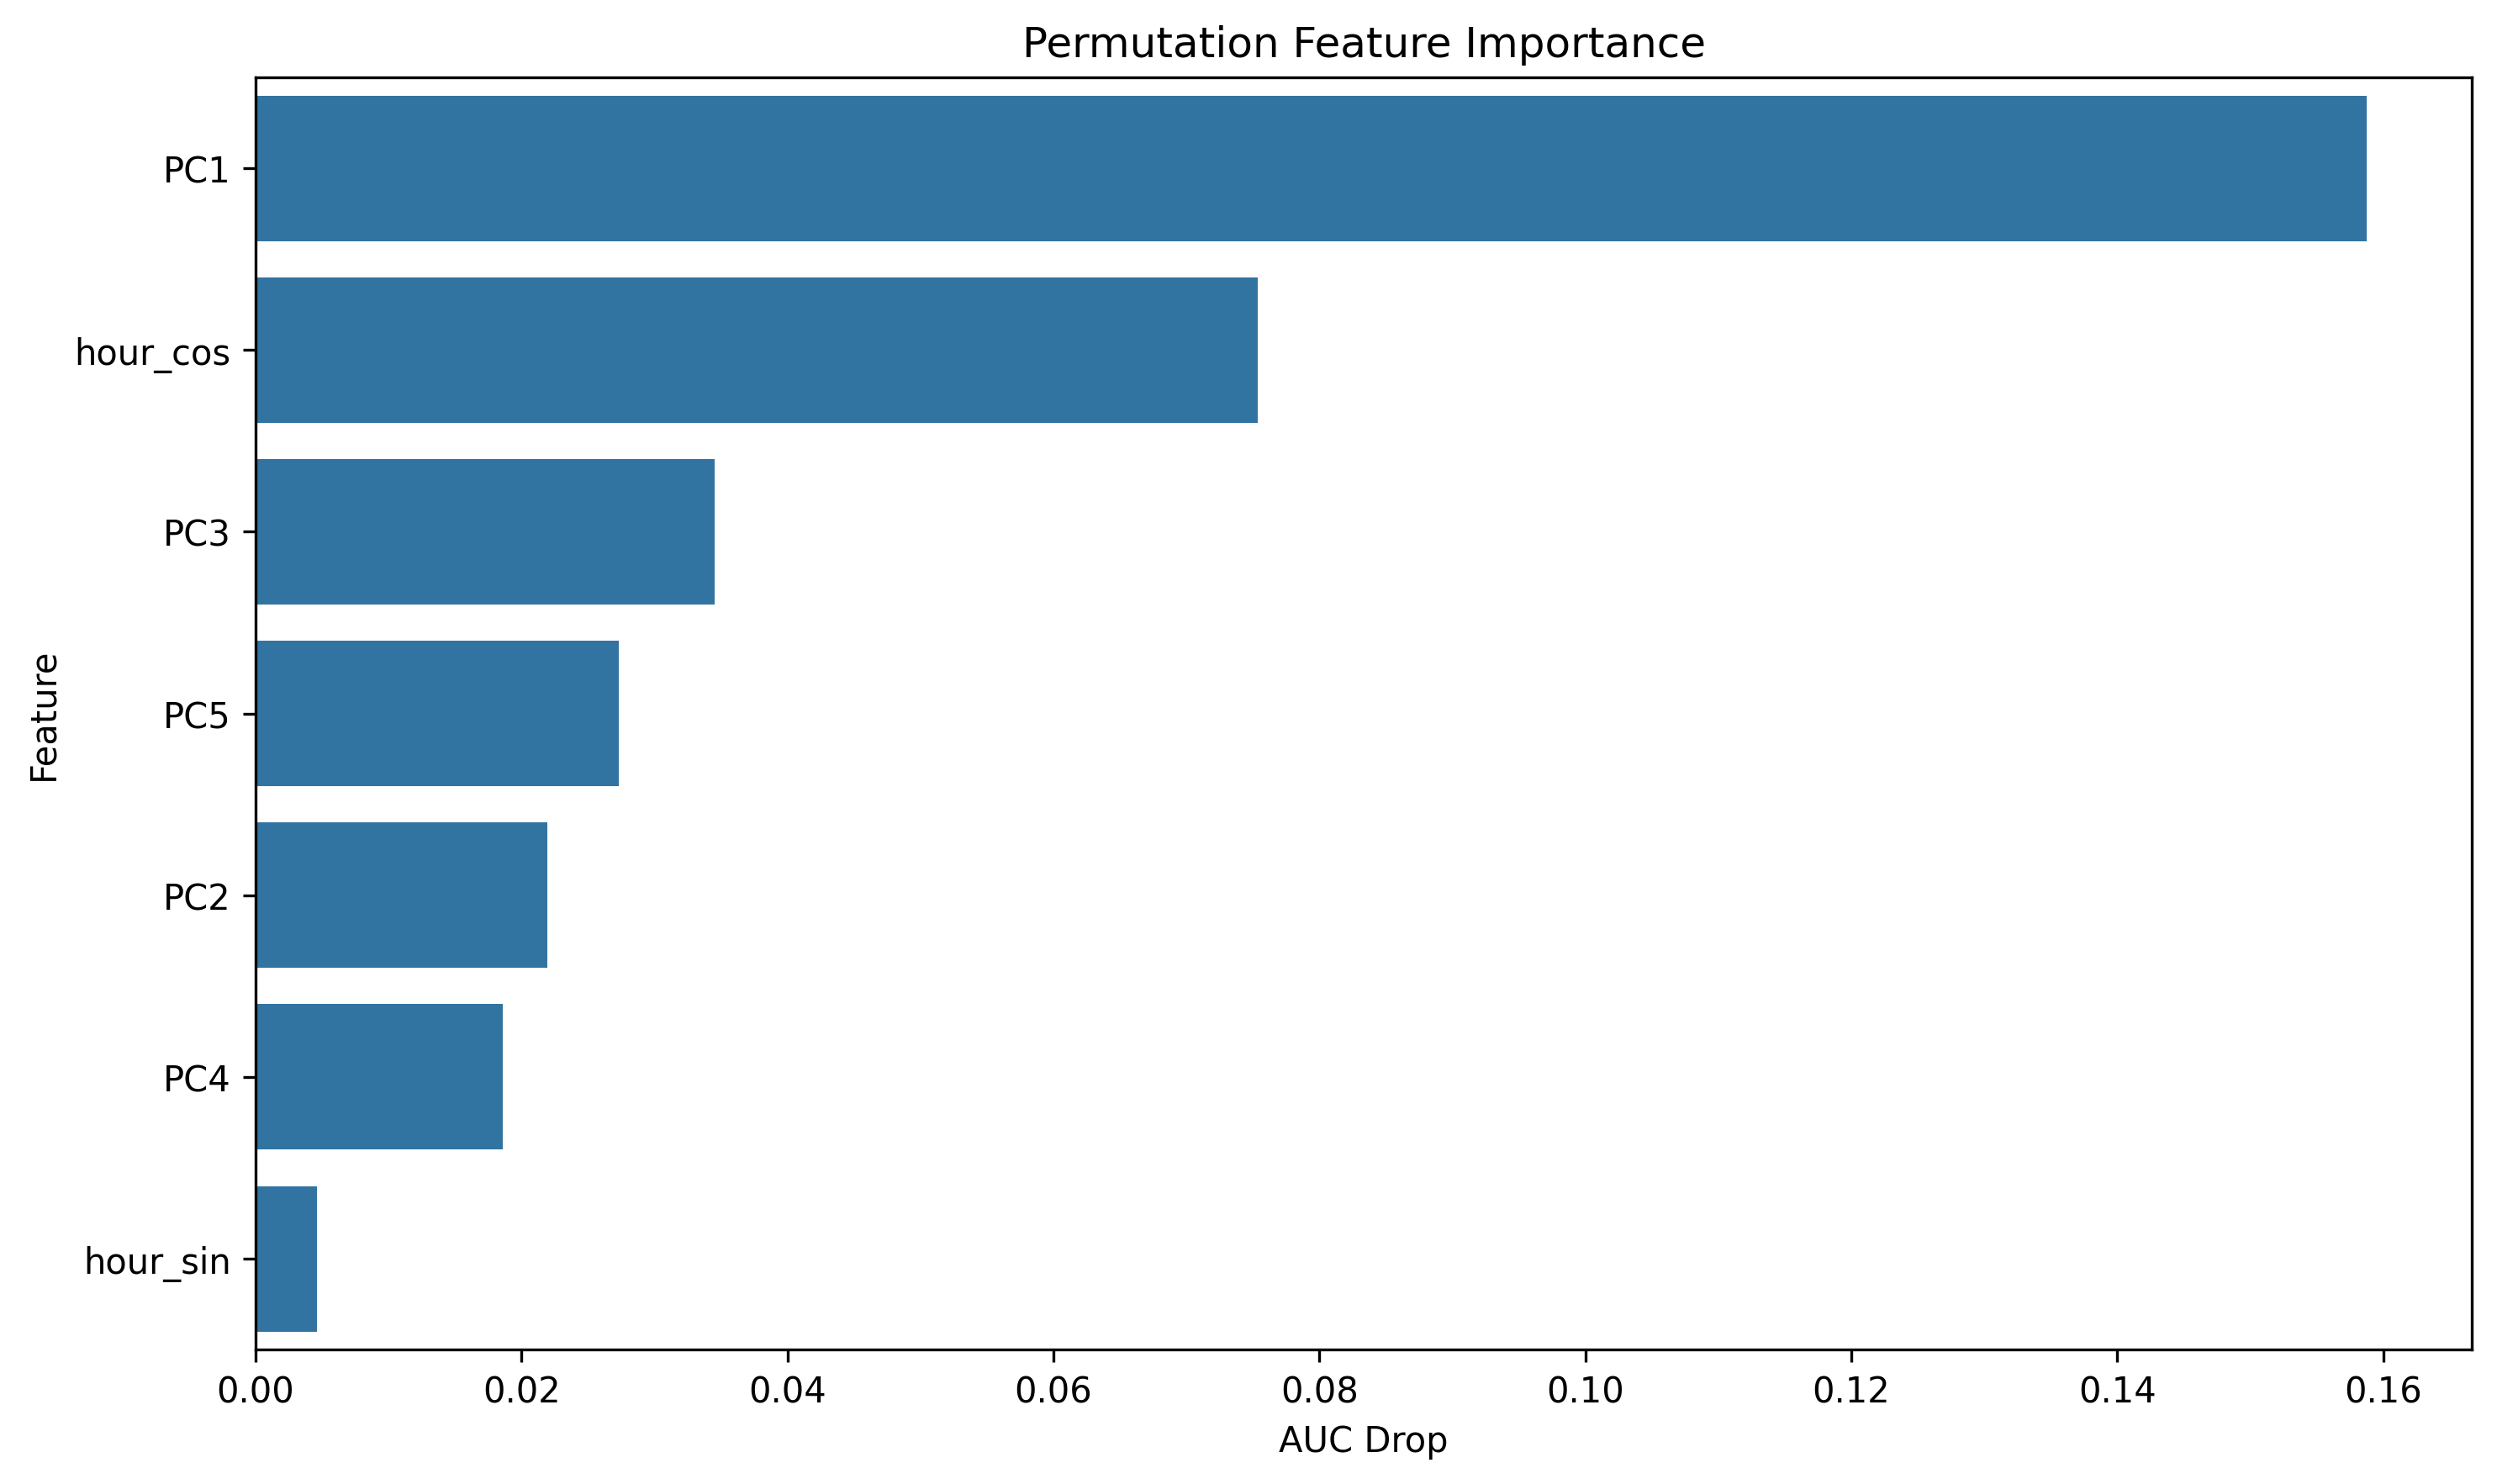 Permutation Feature Importance
PC1
hour_cos
PC3
PC5
PC2
PC4
hour_sin
Feature
0.00 0.02 0.04 0.06 0.08 0.10 0.12 0.14 0.16
AUC Drop